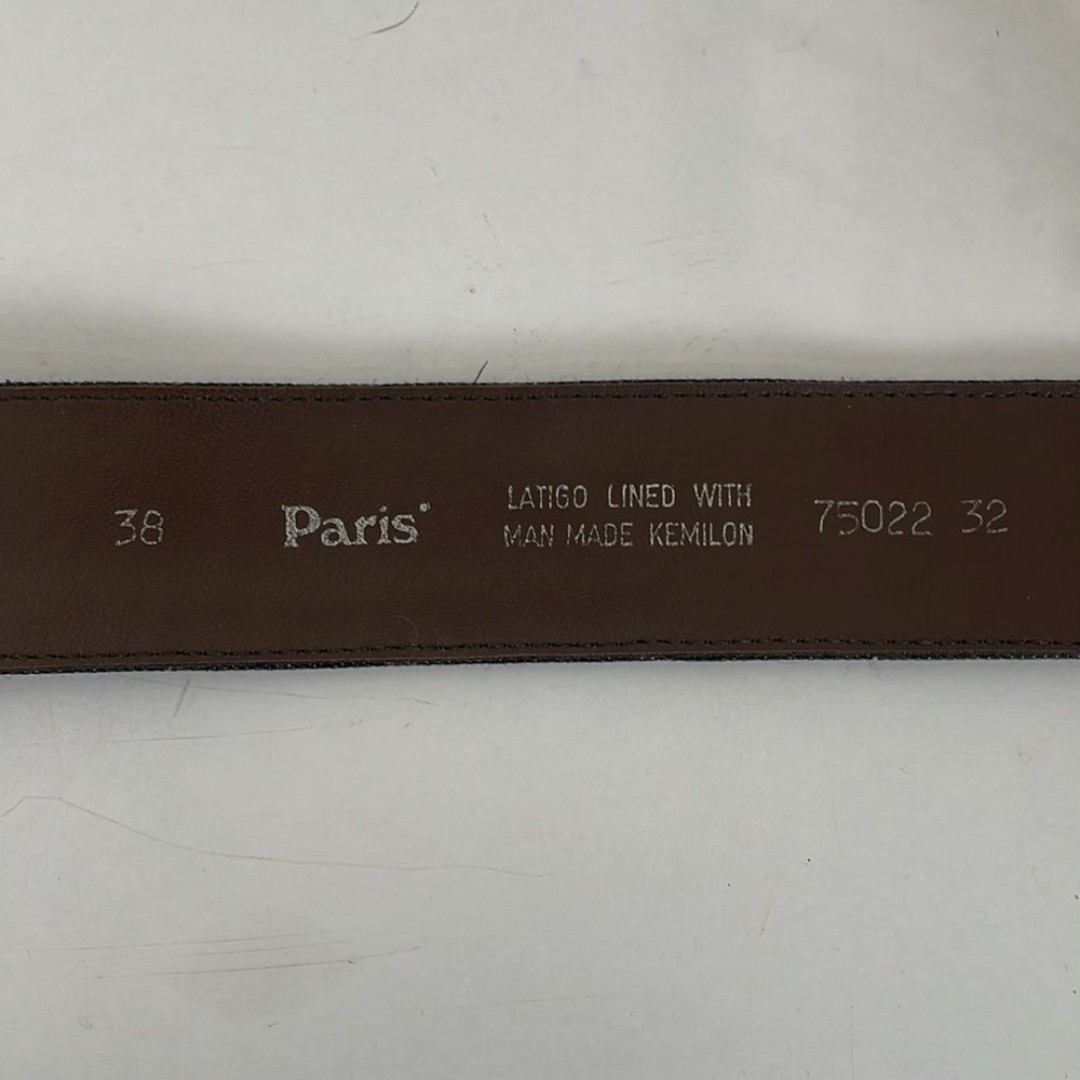 38
Paris
LATIGO LINED WITH
MAN MADE KEMILON
75022 32